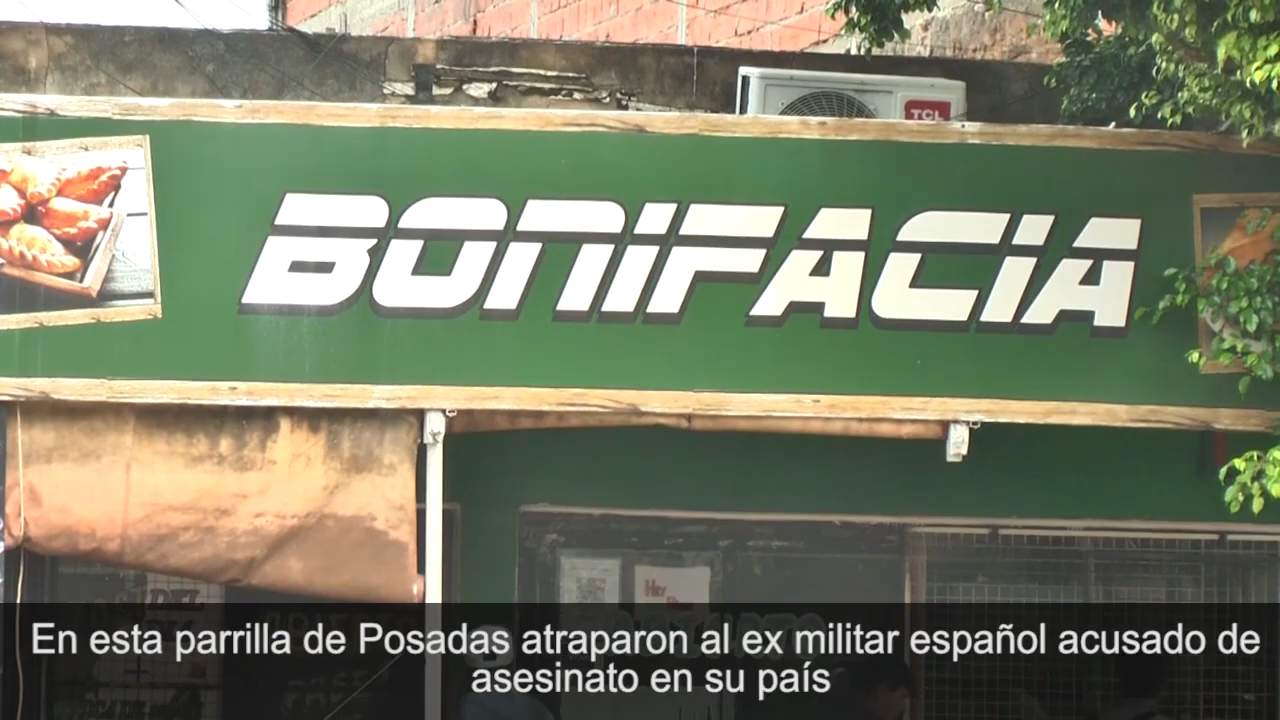 TCL
BONIFACIA
En esta parrilla de Posadas atraparon al ex militar español acusado de
asesinato en su país